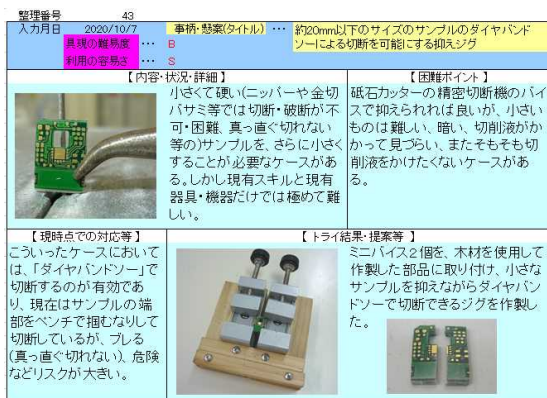 整理番号 43
入力月日 2020/10/7 事柄・懸案(タイトル) ・・・ 約20mm以下のサイズのサンプルのダイヤバンド
ソーによる切断を可能にする抑えジグ
具現の難易度 ・・・ B
利用の容易さ ・・・ S
【内容・状況・詳細】
小さくて硬い(ニッパーや金切
バサミ等では切断・破断が不
可・困難、真っ直ぐ切れない
等の)サンプルを、さらに小さく
することが必要なケースがあ
る。しかし現有スキルと現有
器具・機器だけでは極めて難
しい。
【困難ポイント】
砥石カッターの精密切断機のバイ
スで抑えられれば良いが、小さい
ものは難しい、暗い、切削液がか
かって見づらい、またそもそも切
削液をかけたくないケースがあ
る。
【現時点での対応等】
こういったケースにおいて
は、「ダイヤバンドソー」で
切断するのが有効であ
り、現在はサンプルの端
部をペンチで掴むなりして
切断しているが、ブレる
(真っ直ぐ切れない)、危険
などリスクが大きい。
【トライ結果・提案等】
ミニバイス2個を、木材を使用して
作製した部品に取り付け、小さな
サンプルを抑えながらダイヤバン
ドソーで切断できるジグを作製し
た。